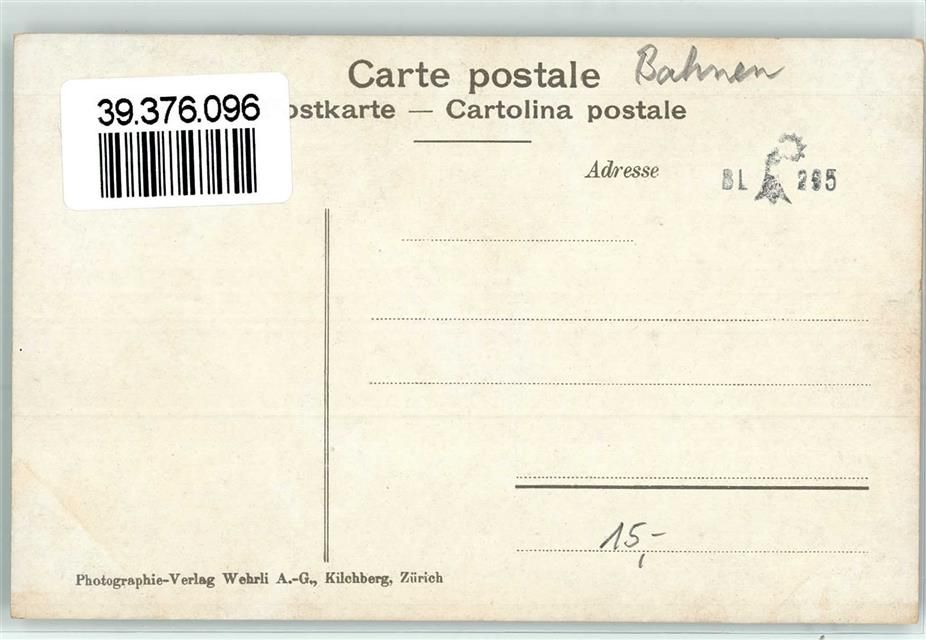 Carte postale Bahnen
39.376.096
ostkarte — Cartolina postale
Adresse
BL 295
15,-
Photographie-Verlag Wehrli A.-G., Kilchberg, Zürich